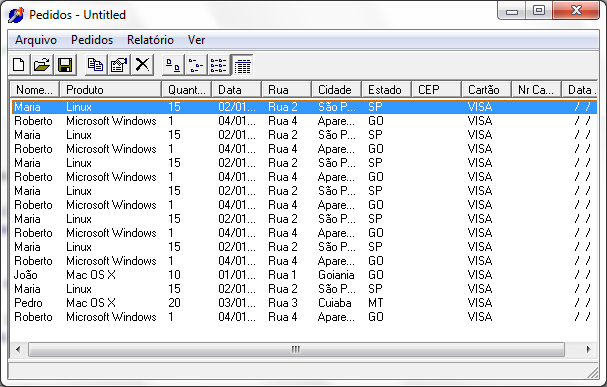 Pedidos - Untitled
Arquivo Pedidos Relatório Ver
Nome... Produto Quant... Data Rua Cidade Estado CEP Cartão Nr Ca... Data .
Maria Linux 15 02/01... Rua 2 São P... SP VISA / /
Roberto Microsoft Windows 1 04/01... Rua 4 Apare... GO VISA / /
Maria Linux 15 02/01... Rua 2 São P... SP VISA / /
Roberto Microsoft Windows 1 04/01... Rua 4 Apare... GO VISA / /
Maria Linux 15 02/01... Rua 2 São P... SP VISA / /
Roberto Microsoft Windows 1 04/01... Rua 4 Apare... GO VISA / /
Maria Linux 15 02/01... Rua 2 São P... SP VISA / /
Roberto Microsoft Windows 1 04/01... Rua 4 Apare... GO VISA / /
Maria Linux 15 02/01... Rua 2 São P... SP VISA / /
Roberto Microsoft Windows 1 04/01... Rua 4 Apare... GO VISA / /
Maria Linux 15 02/01... Rua 2 São P... SP VISA / /
Roberto Microsoft Windows 1 04/01... Rua 4 Apare... GO VISA / /
João Mac OS X 10 01/01... Rua 1 Goiania GO VISA / /
Maria Linux 15 02/01... Rua 2 São P... SP VISA / /
Pedro Mac OS X 20 03/01... Rua 3 Cuiaba MT VISA / /
Roberto Microsoft Windows 1 04/01... Rua 4 Apare... GO VISA / /